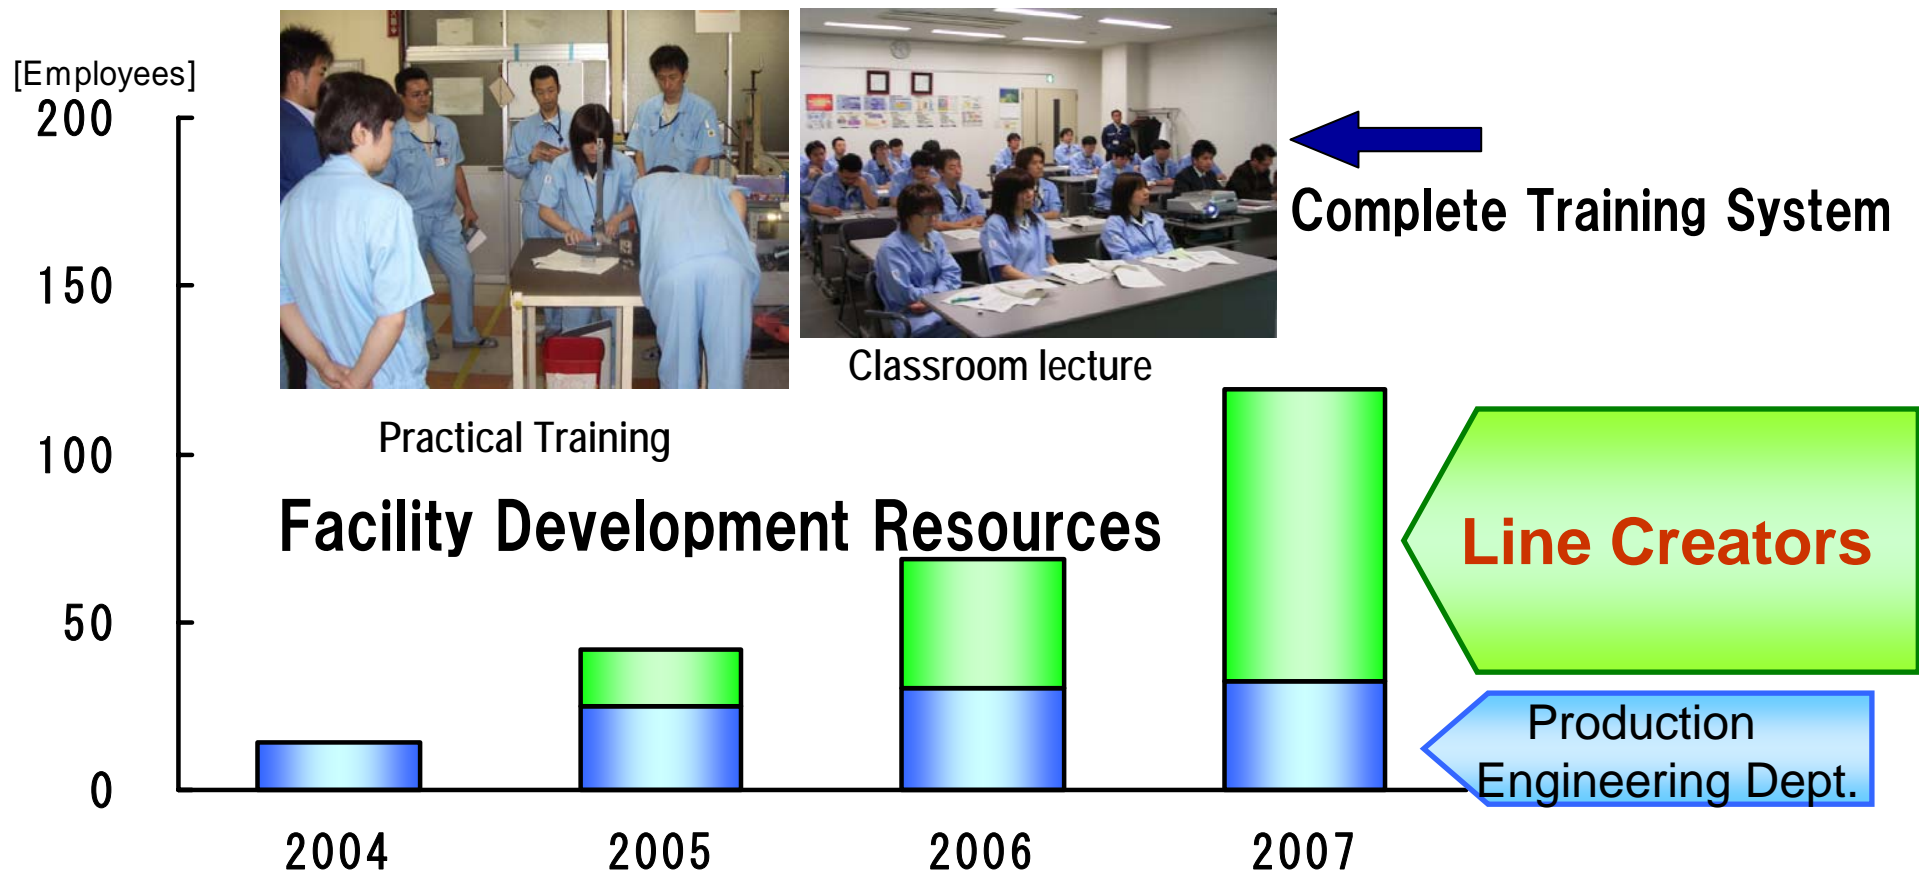 [Employees]
200
150
100
50
0
Complete Training System
Classroom lecture
Practical Training
Facility Development Resources
Line Creators
Production
Engineering Dept.
2004
2005
2006
2007